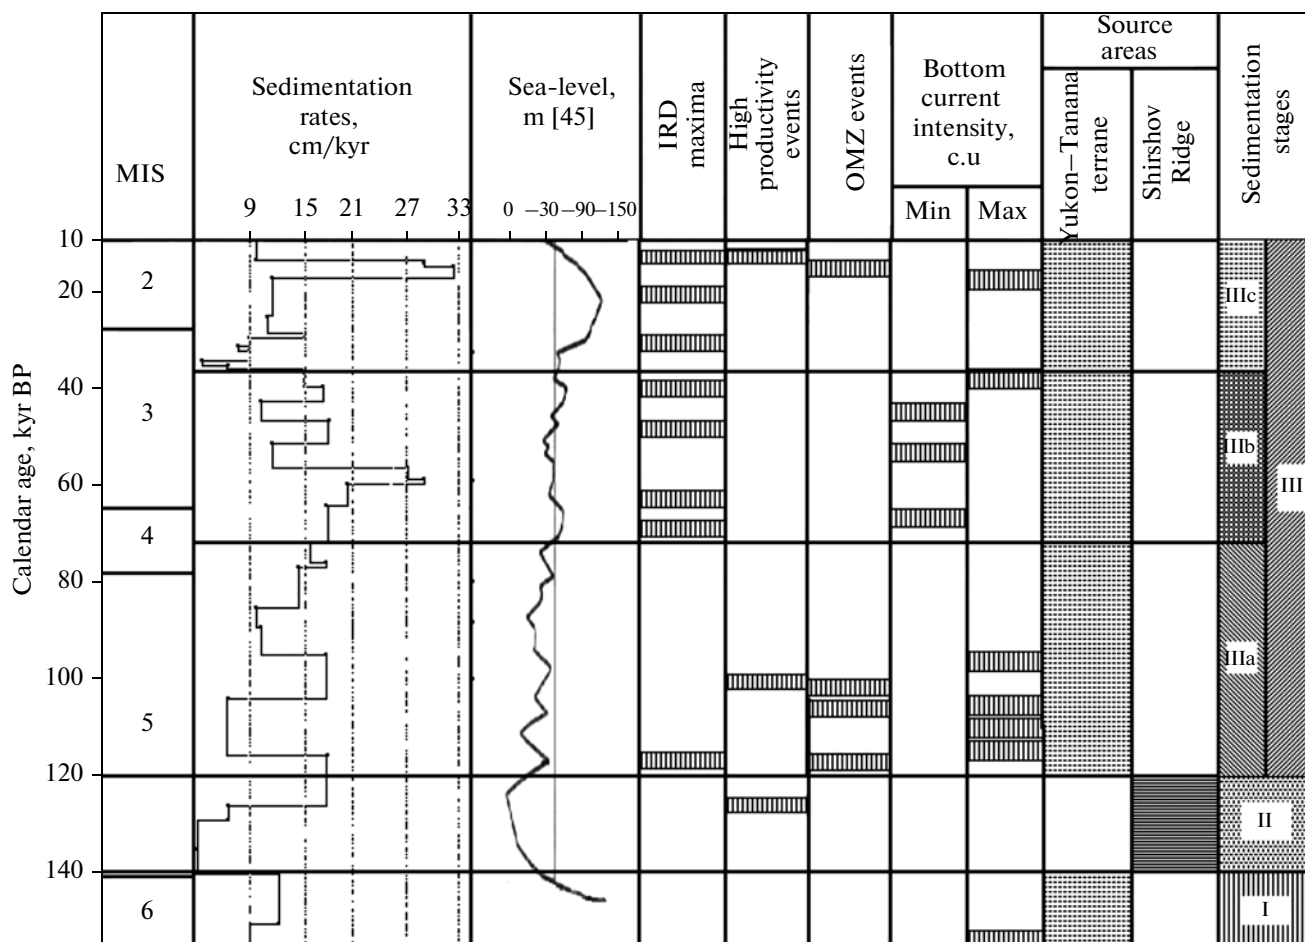 MIS
Sedimentation
rates,
cm/kyr
9 15 21 27 33
Sea-level,
m [45]
0 −30 −90 −150
IRD
maxima
High
productivity
events
OMZ events
Bottom
current
intensity,
c.u
Min Max
Source
areas
Yukon–Tanana
terrane
Shirshov
Ridge
Sedimentation
stages
Calendar age, kyr BP
10
20
40
60
80
100
120
140
2
3
4
5
6
IIIc
IIIb
III
IIIa
II
I